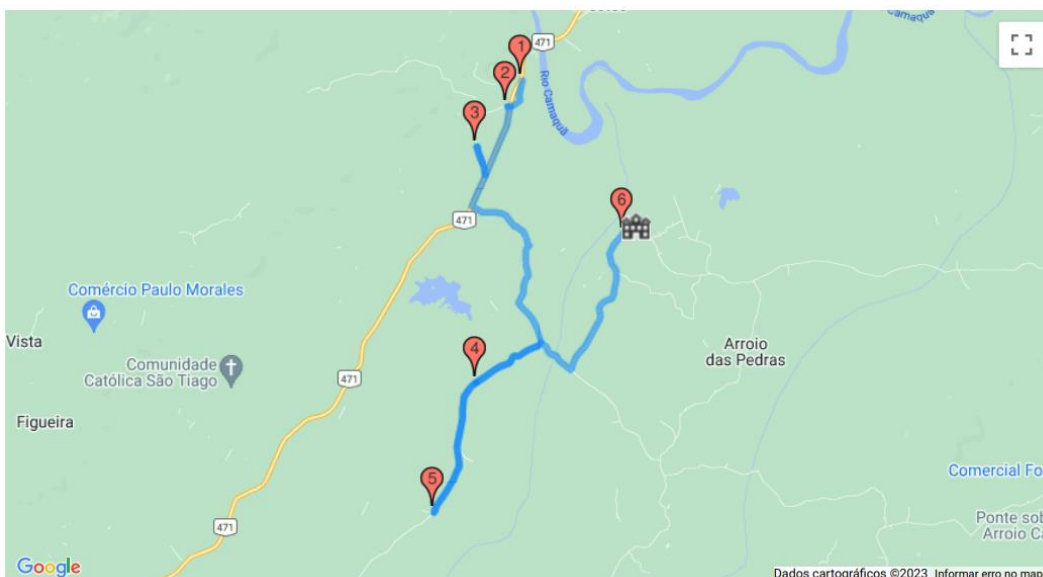 471
Camaquã
1
2
Rio Camaquã
3
6
471
Comércio Paulo Morales
Vista
4
Arroio
das Pedras
Comunidade
Católica São Tiago
471
Figueira
5
Comercial Fo
471
Ponte sob
Arroio Ca
Google
Dados cartográficos ©2023
Informar erro no map